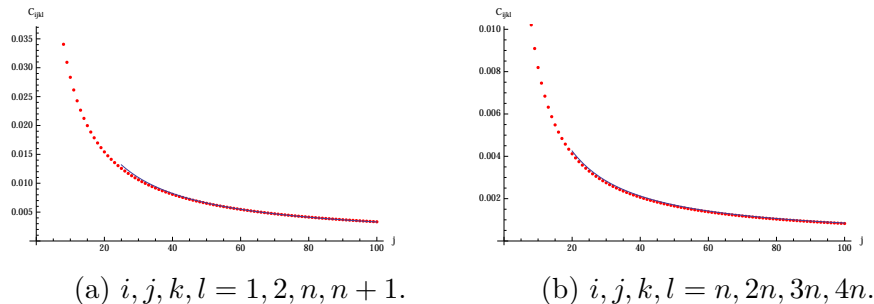 C_{ijkl}
0.035
0.030
0.025
0.020
0.015
0.010
0.005
20 40 60 80 100 j
(a) i, j, k, l = 1, 2, n, n + 1.
C_{ijkl}
0.010
0.008
0.006
0.004
0.002
20 40 60 80 100 j
(b) i, j, k, l = n, 2n, 3n, 4n.